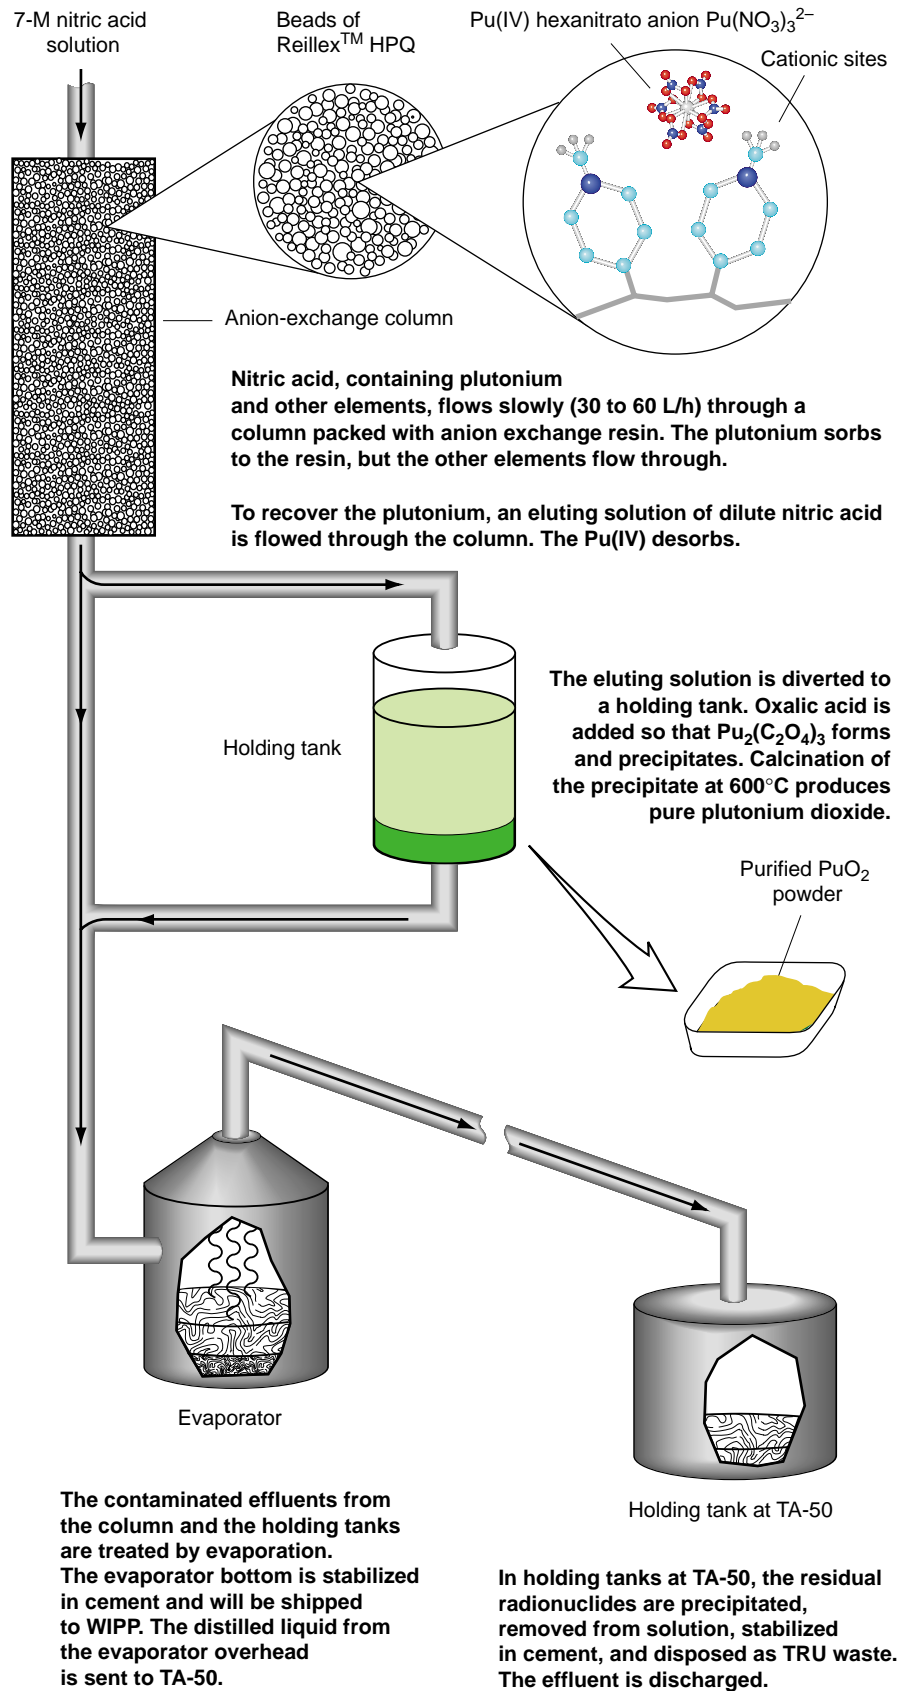 7-M nitric acid
solution
Beads of
Reillex™ HPQ
Pu(IV) hexanitrato anion Pu(NO₃)₃²⁻
Cationic sites
Anion-exchange column
Nitric acid, containing plutonium
and other elements, flows slowly (30 to 60 L/h) through a
column packed with anion exchange resin. The plutonium sorbs
to the resin, but the other elements flow through.
To recover the plutonium, an eluting solution of dilute nitric acid
is flowed through the column. The Pu(IV) desorbs.
Holding tank
The eluting solution is diverted to
a holding tank. Oxalic acid is
added so that Pu₂(C₂O₄)₃ forms
and precipitates. Calcination of
the precipitate at 600°C produces
pure plutonium dioxide.
Purified PuO₂
powder
Evaporator
Holding tank at TA-50
The contaminated effluents from
the column and the holding tanks
are treated by evaporation.
The evaporator bottom is stabilized
in cement and will be shipped
to WIPP. The distilled liquid from
the evaporator overhead
is sent to TA-50.
In holding tanks at TA-50, the residual
radionuclides are precipitated,
removed from solution, stabilized
in cement, and disposed as TRU waste.
The effluent is discharged.